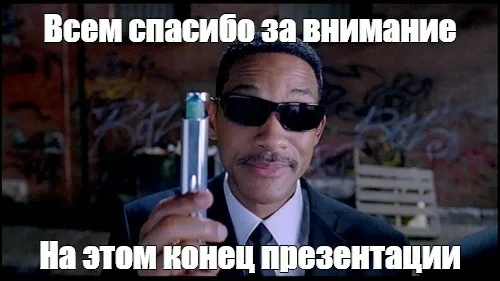 Всем спасибо за внимание
На этом конец презентации